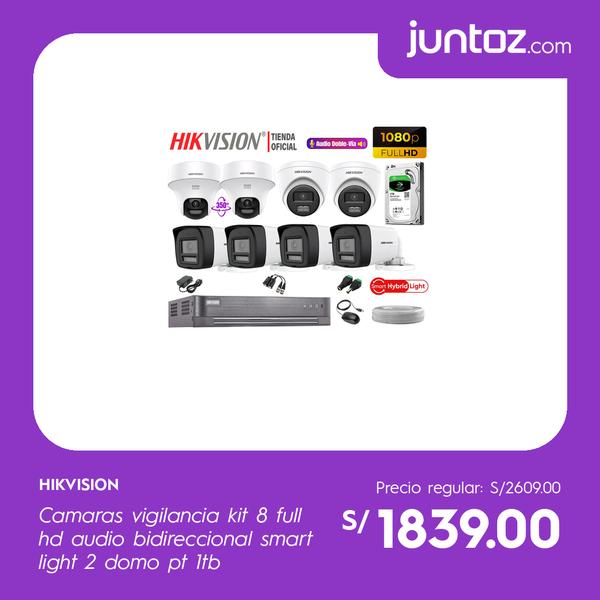 juntoz.com
HIKVISION® TIENDA OFICIAL
Audio Doble-Vía
1080p
FULL HD
350°
Smart Hybrid Light
HIKVISION
Precio regular: S/2609.00
Camaras vigilancia kit 8 full
hd audio bidireccional smart
light 2 domo pt 1tb
S/ 1839.00